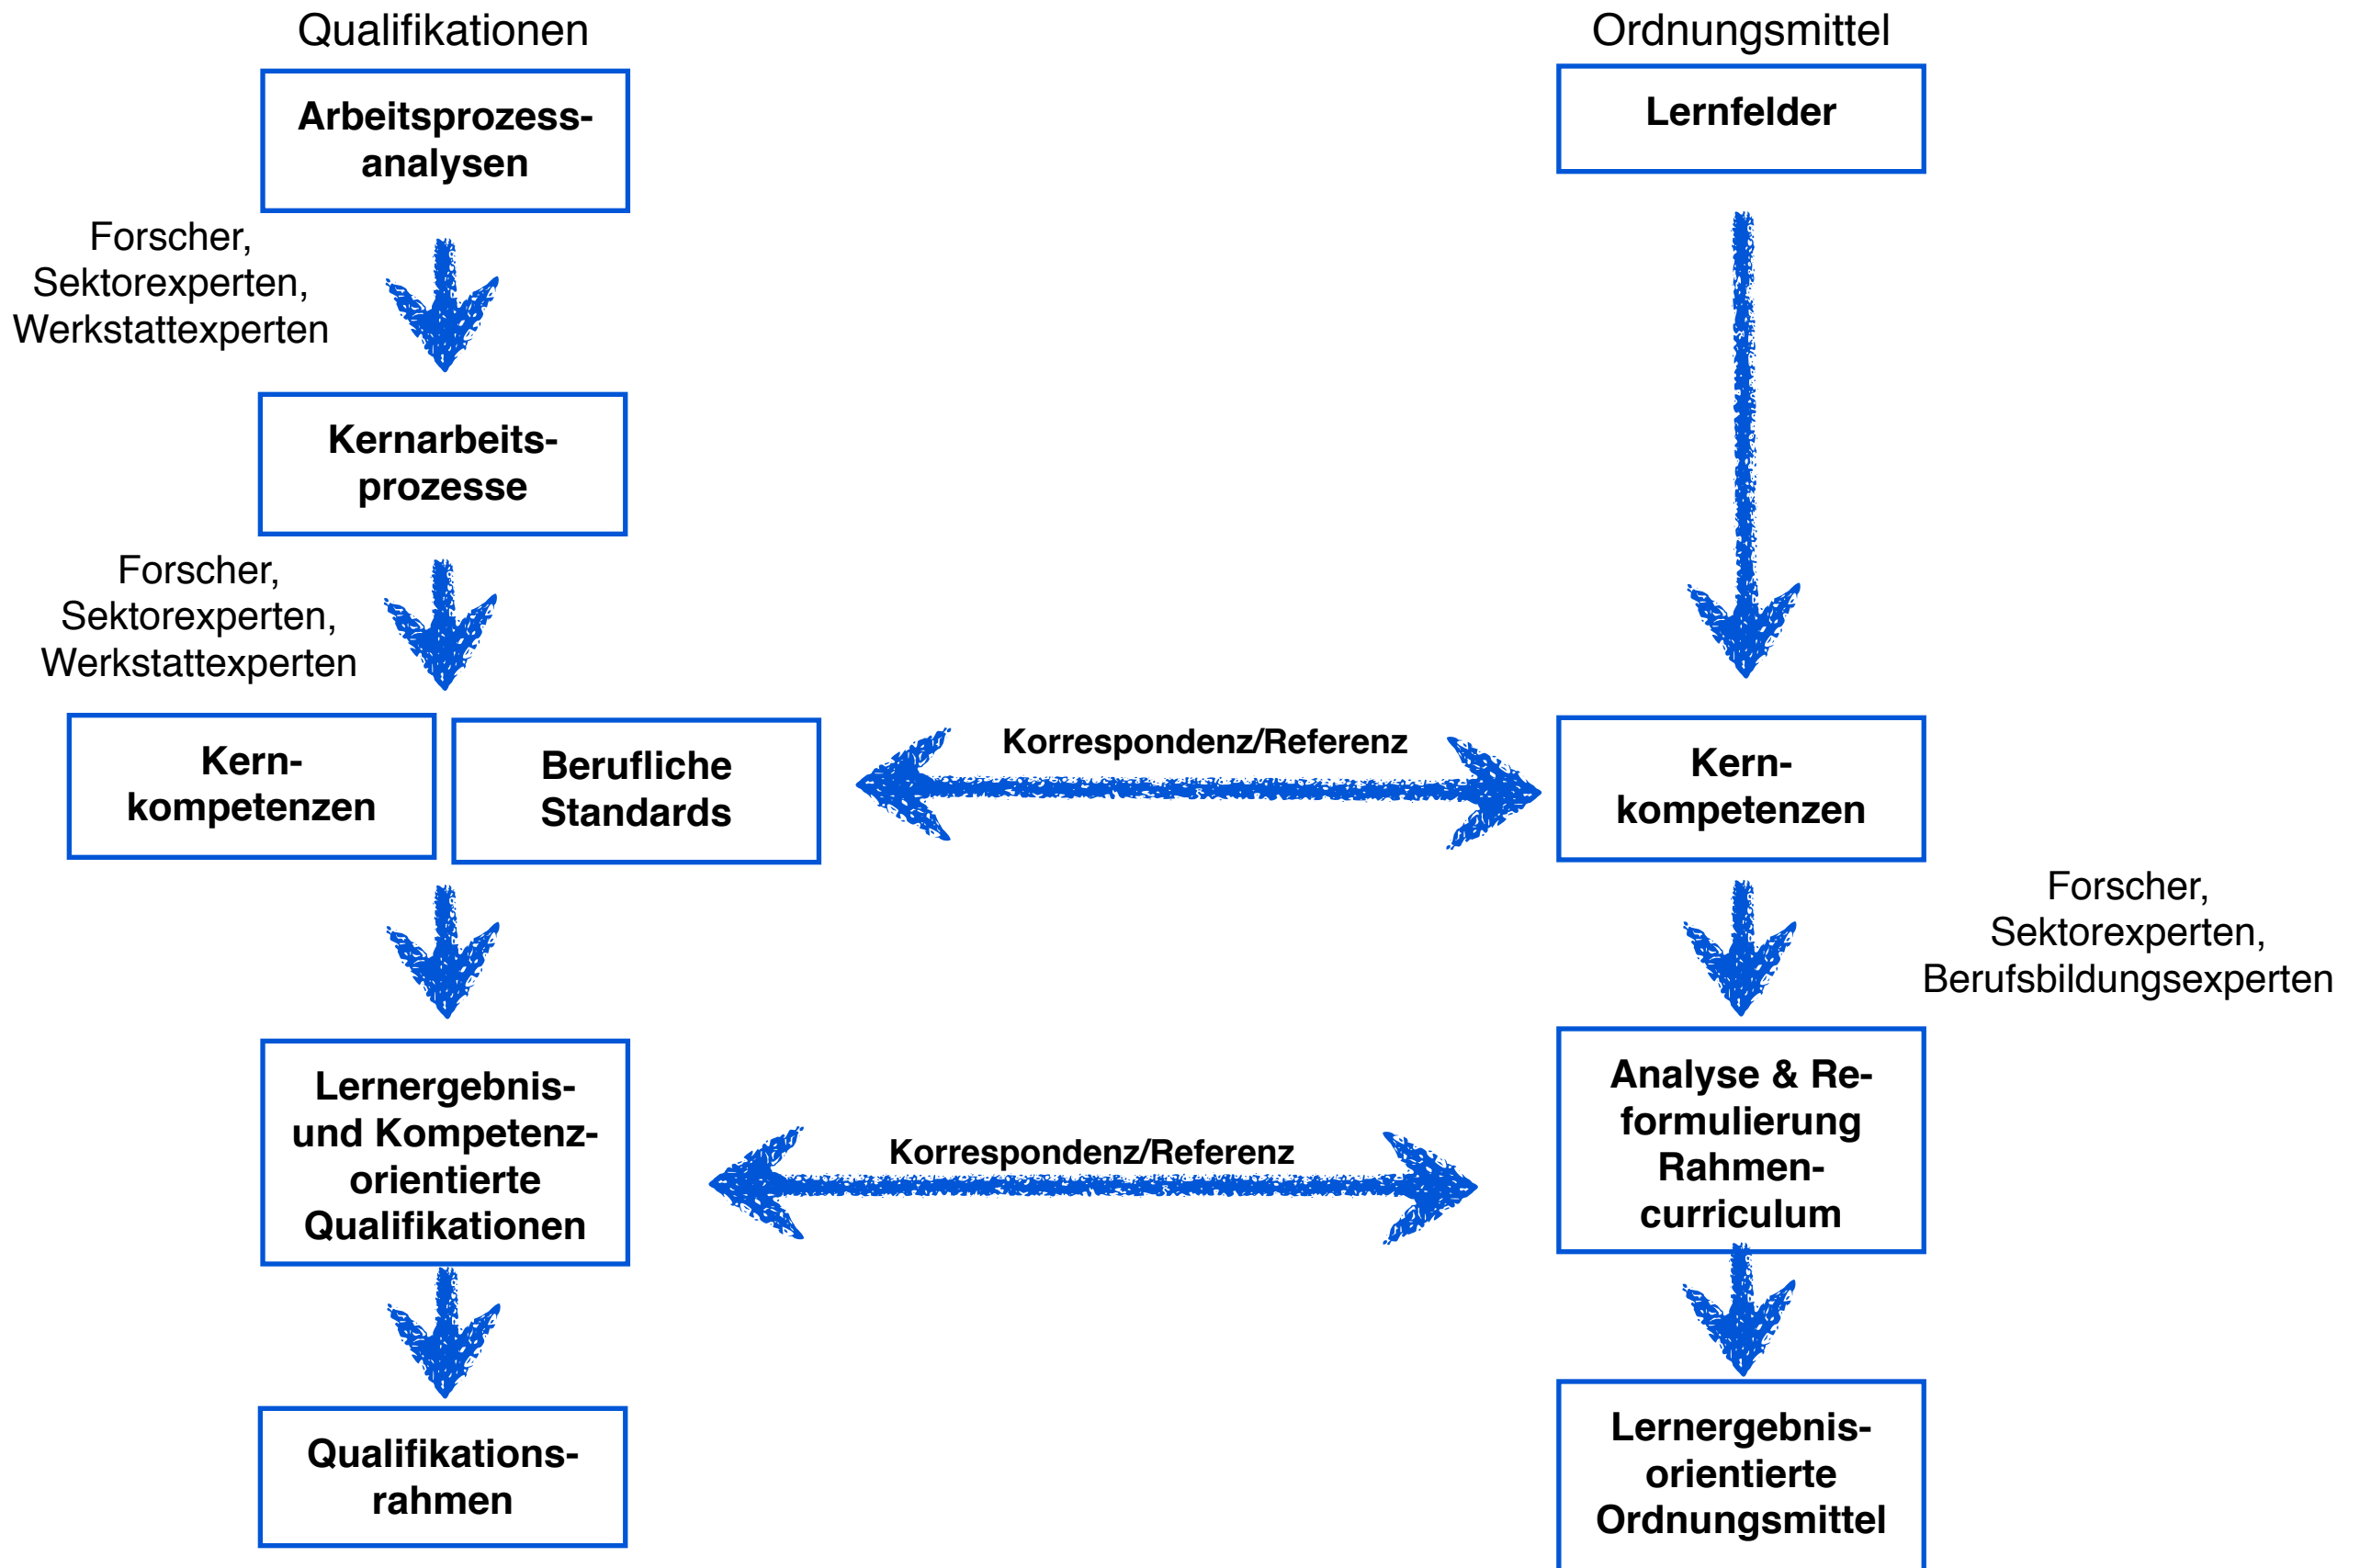 Qualifikationen
Arbeitsprozess-
analysen
Forscher,
Sektorexperten,
Werkstattexperten
Kernarbeits-
prozesse
Forscher,
Sektorexperten,
Werkstattexperten
Kern-
kompetenzen
Berufliche
Standards
Korrespondenz/Referenz
Lernergebnis-
und Kompetenz-
orientierte
Qualifikationen
Korrespondenz/Referenz
Qualifikations-
rahmen
Ordnungsmittel
Lernfelder
Kern-
kompetenzen
Forscher,
Sektorexperten,
Berufsbildungsexperten
Analyse & Re-
formulierung
Rahmen-
curriculum
Lernergebnis-
orientierte
Ordnungsmittel